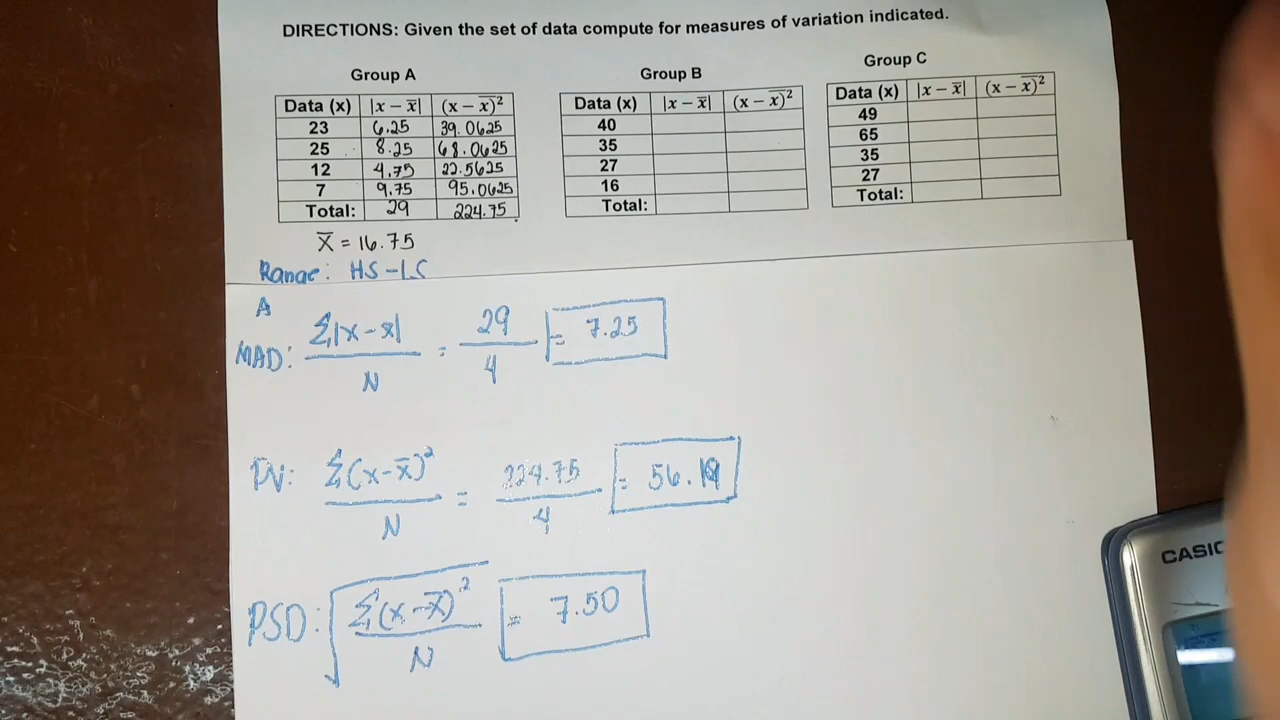 DIRECTIONS: Given the set of data compute for measures of variation indicated.
Group A
Data (x) |x – x̅| (x – x̅)²
23 6.25 39.0625
25 8.25 68.0625
12 4.75 22.5625
7 9.75 95.0625
Total: 29 224.75
X̅ = 16.75
Group B
Data (x) |x – x̅| (x – x̅)²
40
35
27
16
Total:
Group C
Data (x) |x – x̅| (x – x̅)²
49
65
35
27
Total:
Range: HS - LS
A
MAD: Σ|x-x̅| / N = 29 / 4 = 7.25
PV: Σ(x-x̅)² / N = 224.75 / 4 = 56.19
PSD: √Σ(x-x̅)² / N = 7.50
CASIO